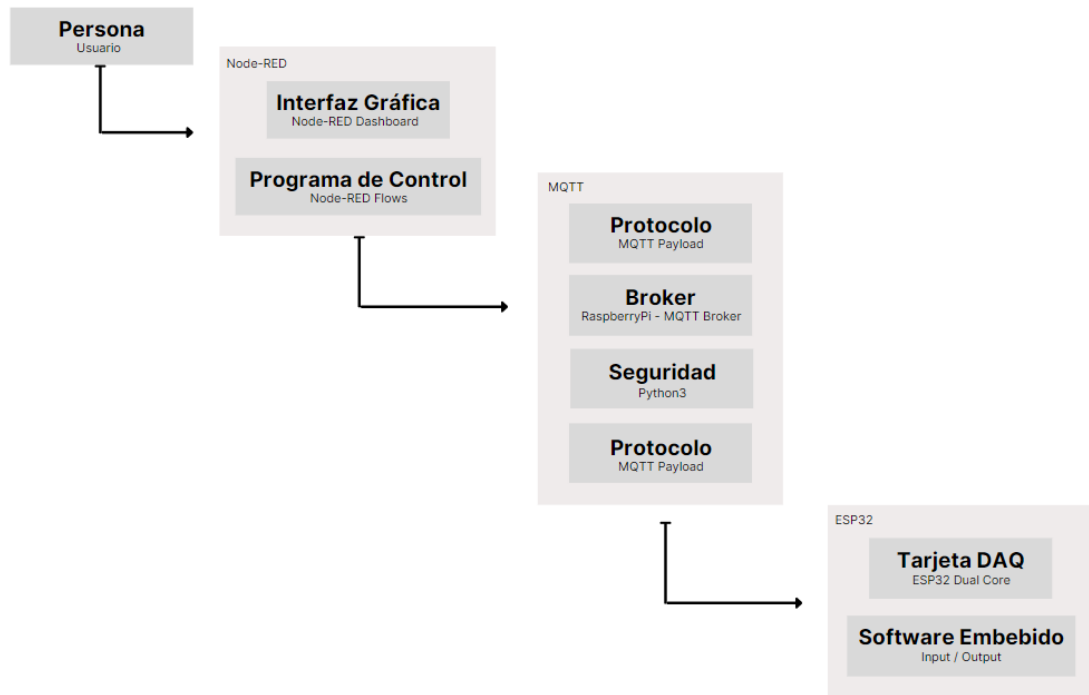 Persona
Usuario
Node-RED
Interfaz Gráfica
Node-RED Dashboard
Programa de Control
Node-RED Flows
MQTT
Protocolo
MQTT Payload
Broker
RaspberryPi - MQTT Broker
Seguridad
Python3
Protocolo
MQTT Payload
ESP32
Tarjeta DAQ
ESP32 Dual Core
Software Embebido
Input / Output